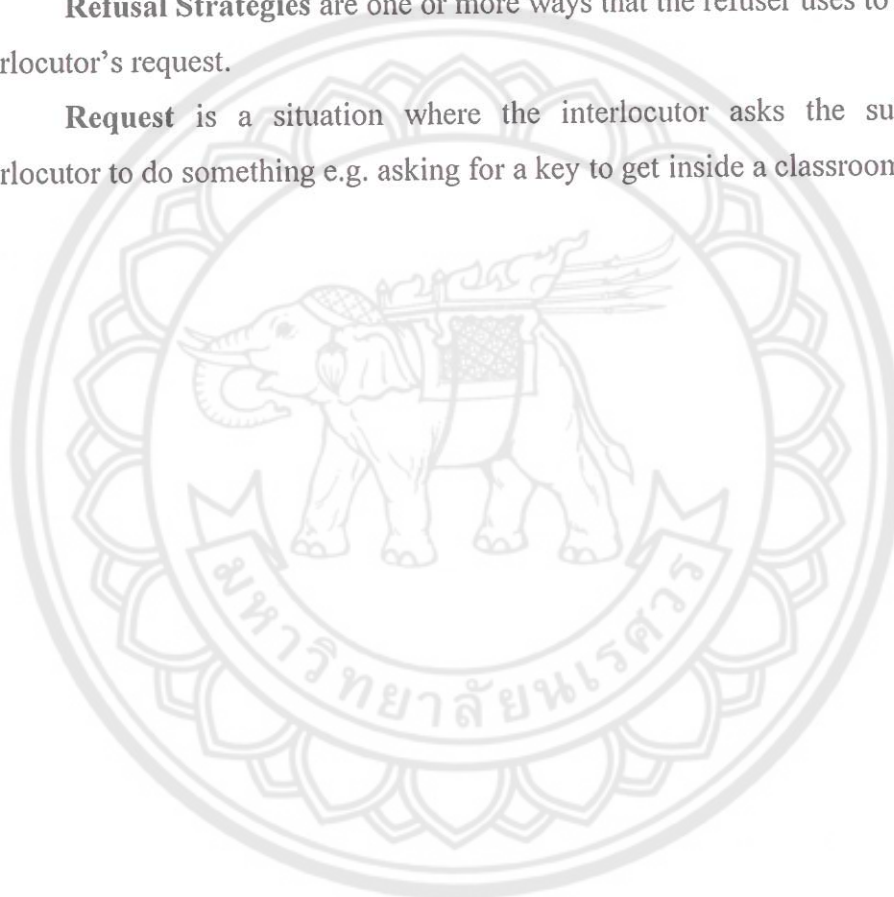 Refusal Strategies are one or more ways that the refuser uses to
rlocutor's request.
Request is a situation where the interlocutor asks the su
rlocutor to do something e.g. asking for a key to get inside a classroom
มหาวิทยาลัยนเรศวร